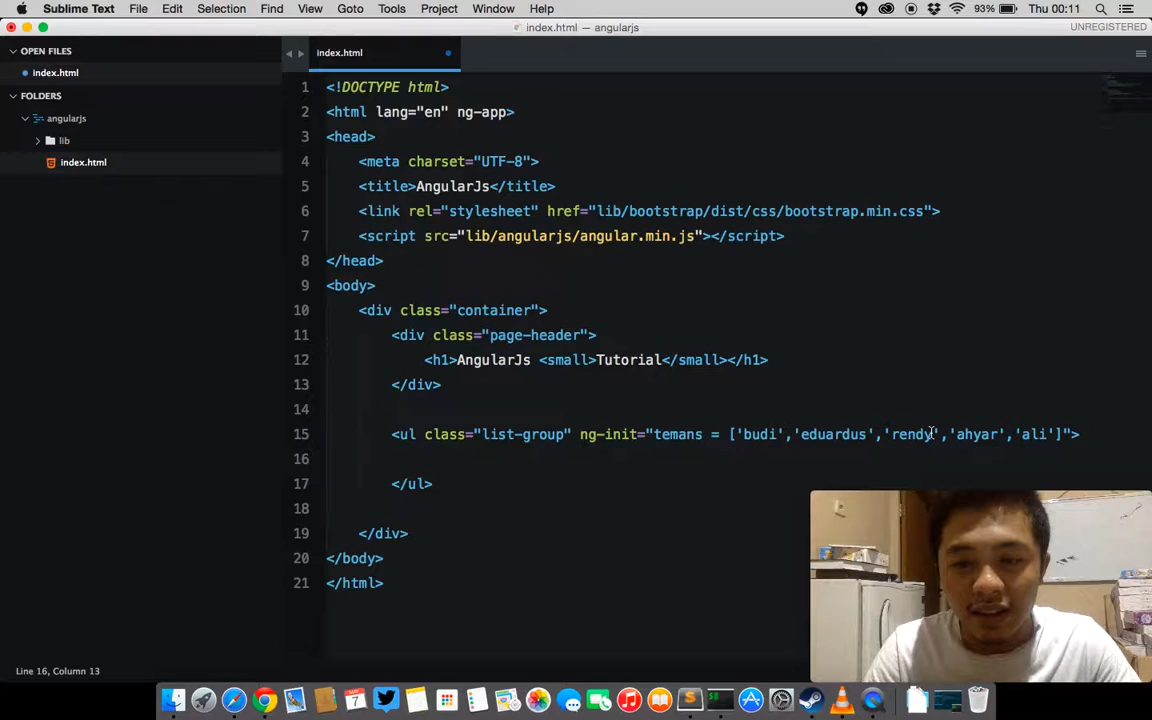 Sublime Text File Edit Selection Find View Goto Tools Project Window Help 93% Thu 00:11
index.html — angularjs UNREGISTERED
OPEN FILES
index.html
FOLDERS
angularjs
lib
index.html
index.html
1 <!DOCTYPE html>
2 <html lang="en" ng-app>
3 <head>
4 <meta charset="UTF-8">
5 <title>AngularJs</title>
6 <link rel="stylesheet" href="lib/bootstrap/dist/css/bootstrap.min.css">
7 <script src="lib/angularjs/angular.min.js"></script>
8 </head>
9 <body>
10 <div class="container">
11 <div class="page-header">
12 <h1>AngularJs <small>Tutorial</small></h1>
13 </div>
14
15 <ul class="list-group" ng-init="temans = ['budi','eduardus','rendy','ahyar','ali']">
16
17 </ul>
18
19 </div>
20 </body>
21 </html>
Line 16, Column 13
7